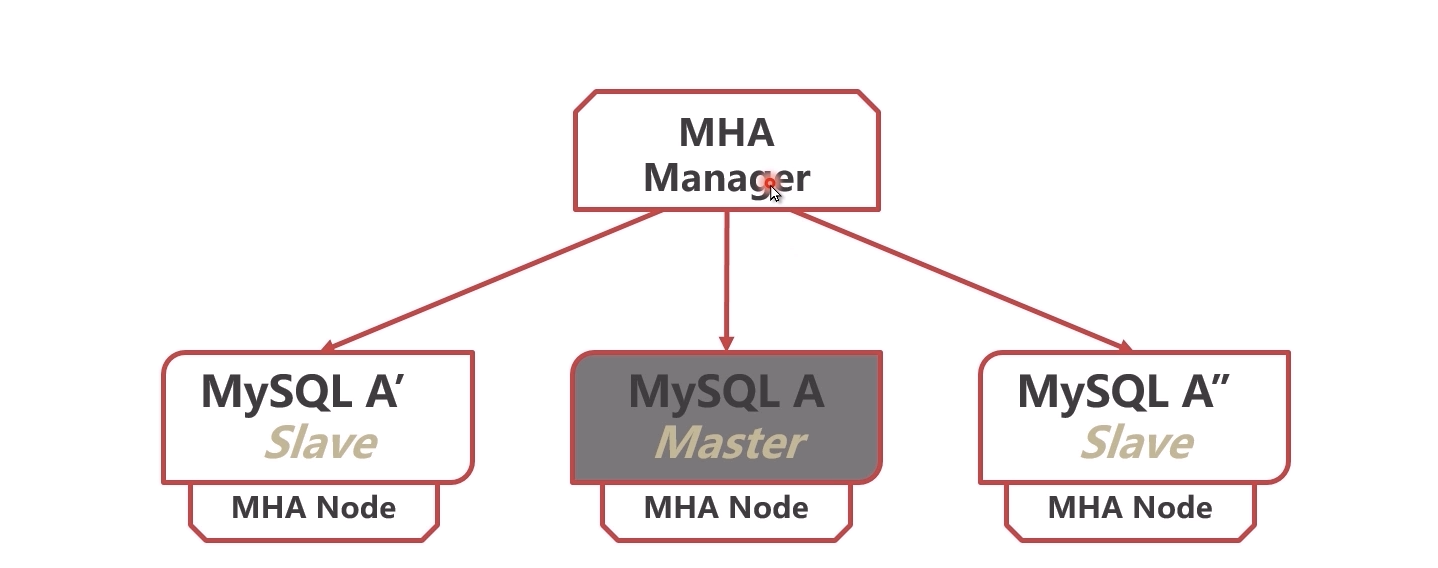 MHA
Manager
MySQL A′
Slave
MHA Node
MySQL A
Master
MHA Node
MySQL A″
Slave
MHA Node